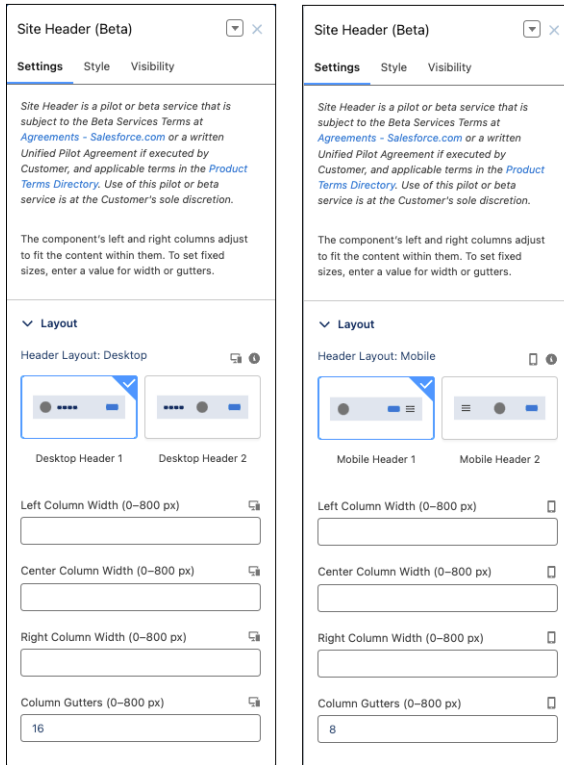 Site Header (Beta)
Settings Style Visibility
Site Header is a pilot or beta service that is
subject to the Beta Services Terms at
Agreements - Salesforce.com or a written
Unified Pilot Agreement if executed by
Customer, and applicable terms in the Product
Terms Directory. Use of this pilot or beta
service is at the Customer's sole discretion.
The component's left and right columns adjust
to fit the content within them. To set fixed
sizes, enter a value for width or gutters.
Layout
Header Layout: Desktop
Desktop Header 1 Desktop Header 2
Left Column Width (0–800 px)
Center Column Width (0–800 px)
Right Column Width (0–800 px)
Column Gutters (0–800 px)
16
Site Header (Beta)
Settings Style Visibility
Site Header is a pilot or beta service that is
subject to the Beta Services Terms at
Agreements - Salesforce.com or a written
Unified Pilot Agreement if executed by
Customer, and applicable terms in the Product
Terms Directory. Use of this pilot or beta
service is at the Customer's sole discretion.
The component's left and right columns adjust
to fit the content within them. To set fixed
sizes, enter a value for width or gutters.
Layout
Header Layout: Mobile
Mobile Header 1 Mobile Header 2
Left Column Width (0–800 px)
Center Column Width (0–800 px)
Right Column Width (0–800 px)
Column Gutters (0–800 px)
8